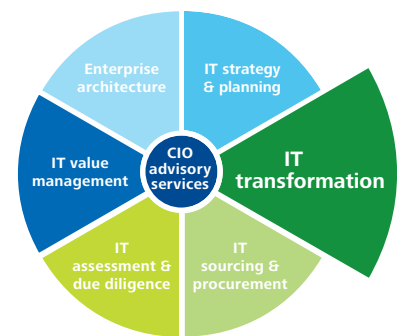 Enterprise
architecture
IT strategy
& planning
IT value
management
CIO
advisory
services
IT
transformation
IT
assessment &
due diligence
IT
sourcing &
procurement